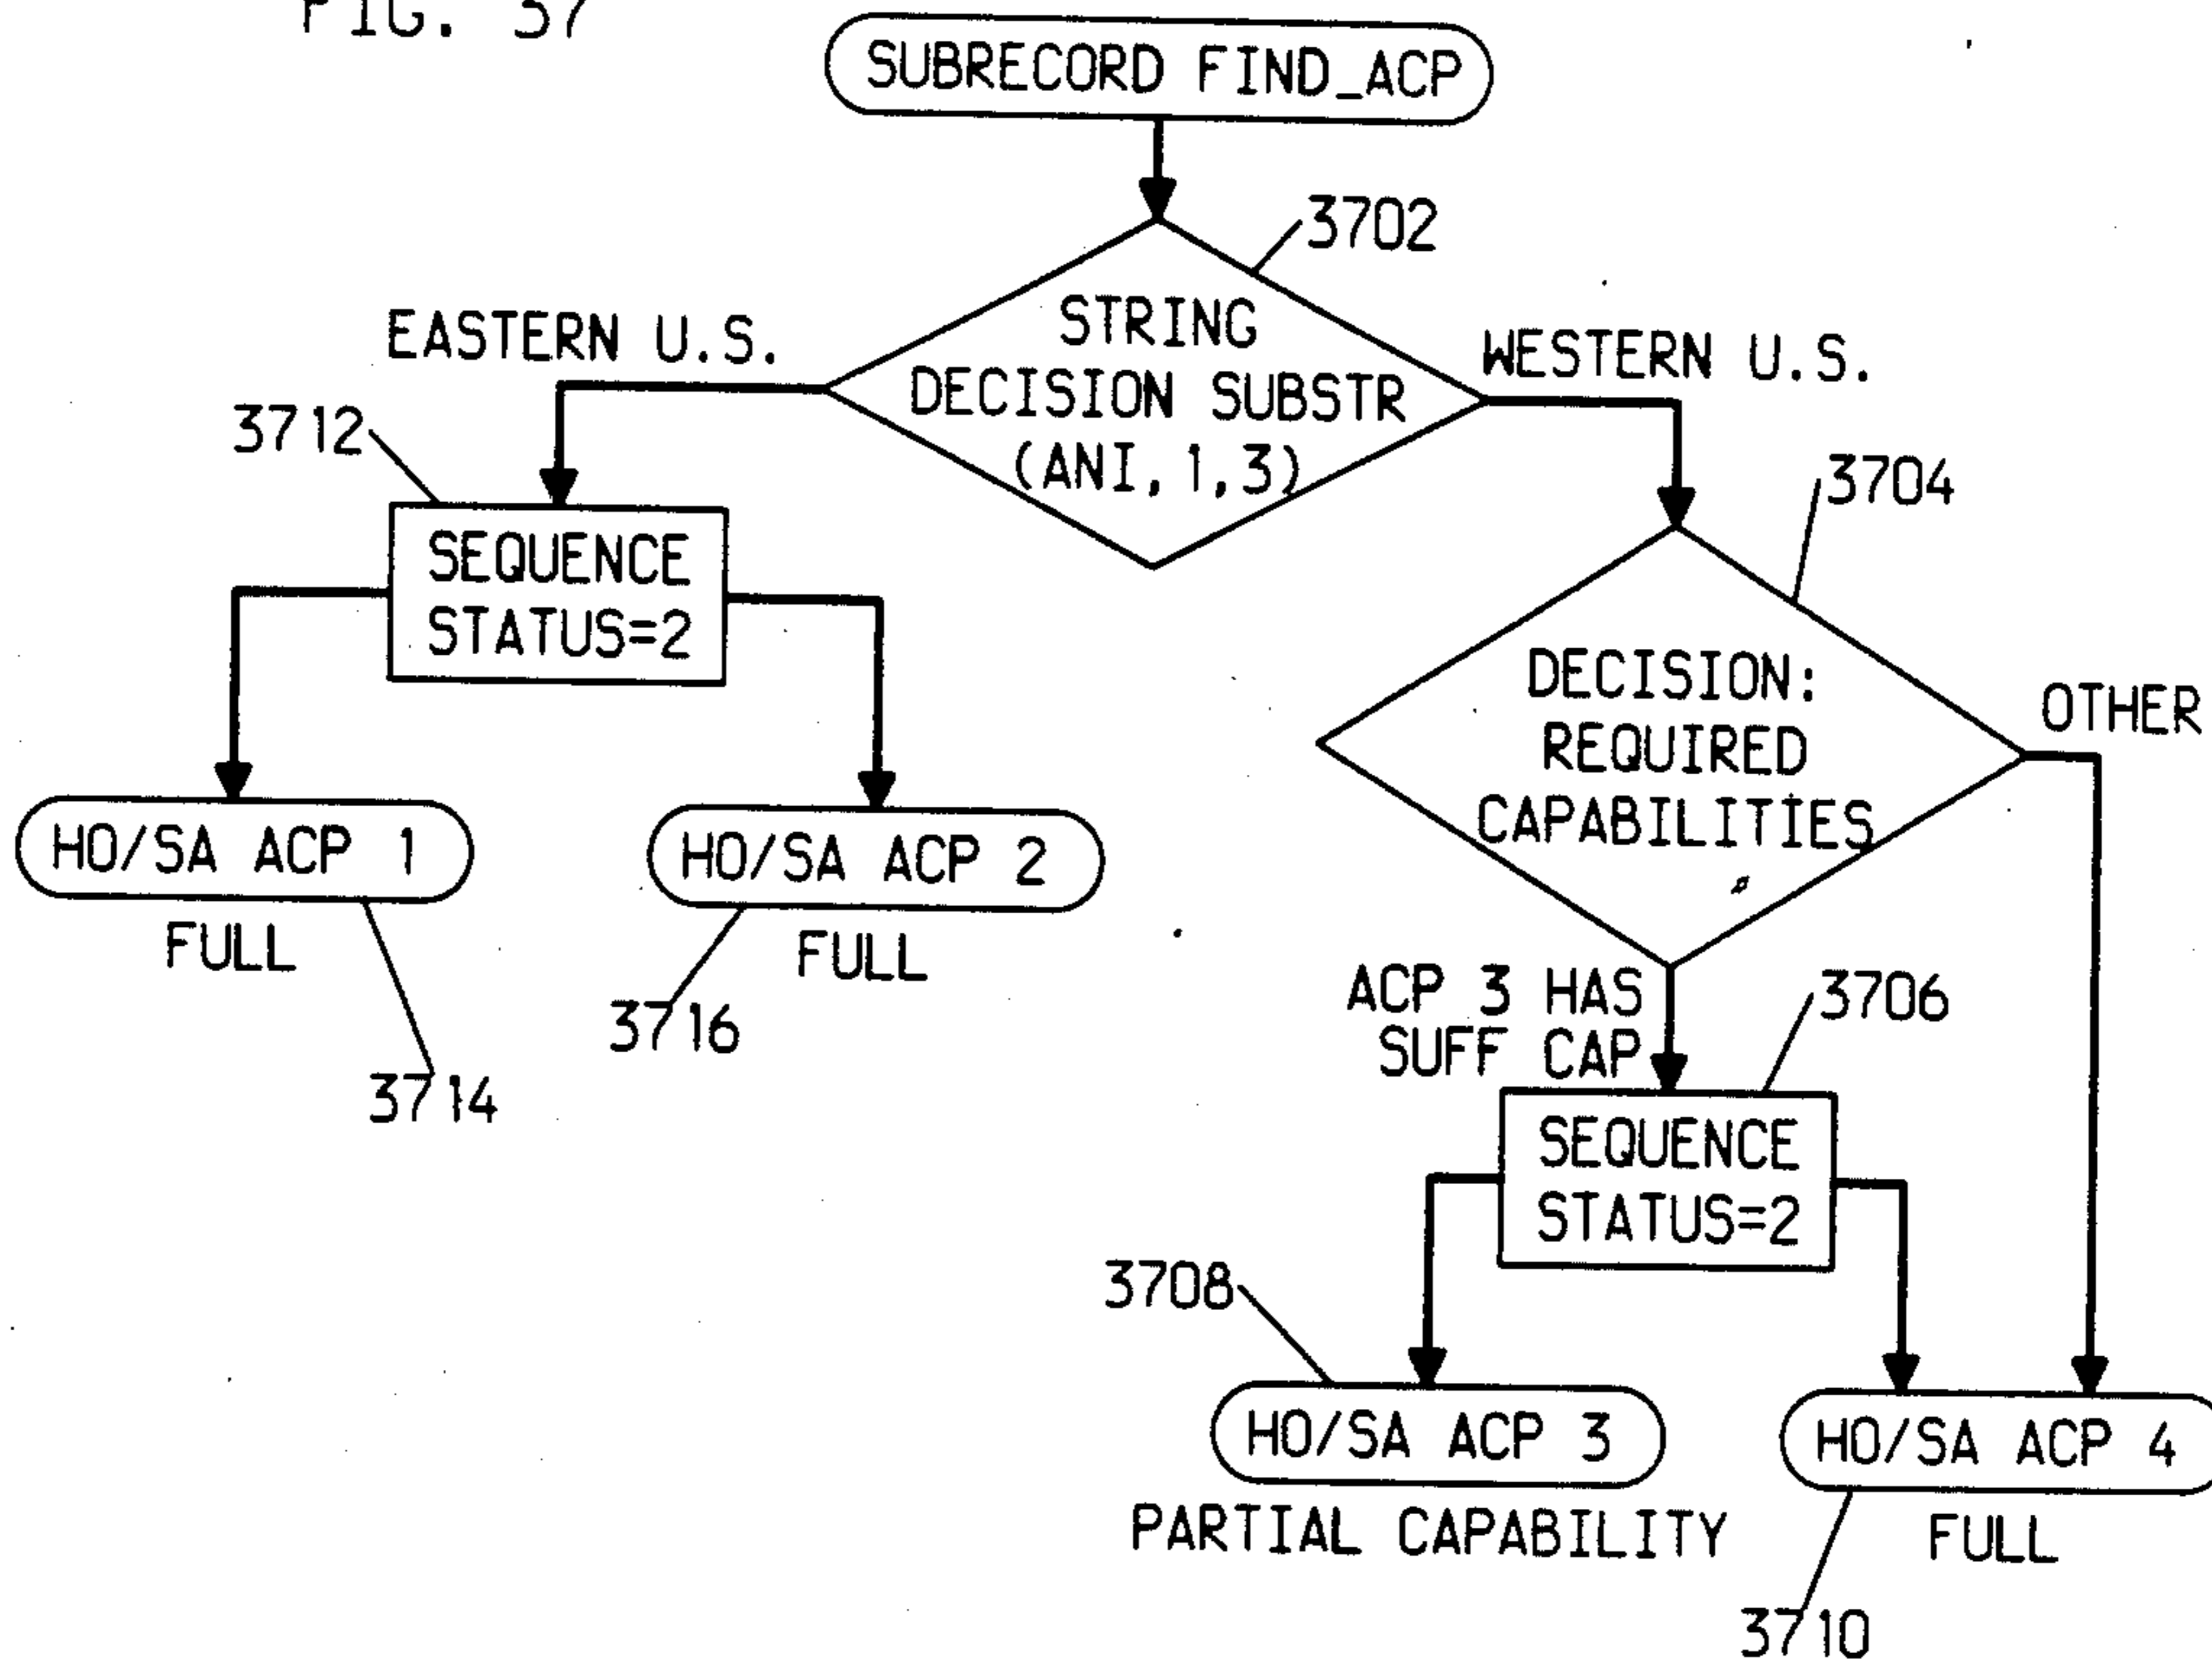 FIG. 37
SUBRECORD FIND_ACP
3702
STRING
DECISION SUBSTR
(ANI,1,3)
EASTERN U.S.
WESTERN U.S.
3712
SEQUENCE
STATUS=2
3704
DECISION:
REQUIRED
CAPABILITIES
OTHER
HO/SA ACP 1
FULL
3714
HO/SA ACP 2
FULL
3716
ACP 3 HAS
SUFF CAP
3706
SEQUENCE
STATUS=2
3708
HO/SA ACP 3
PARTIAL CAPABILITY
HO/SA ACP 4
FULL
3710